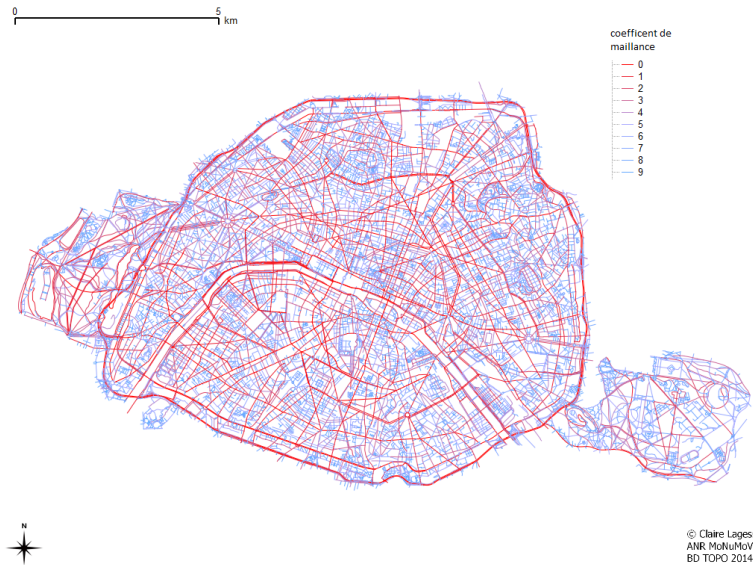 0 5
km
coefficent de
maillance
0
1
2
3
4
5
6
7
8
9
N
© Claire Lages
ANR MoNuMoV
BD TOPO 2014